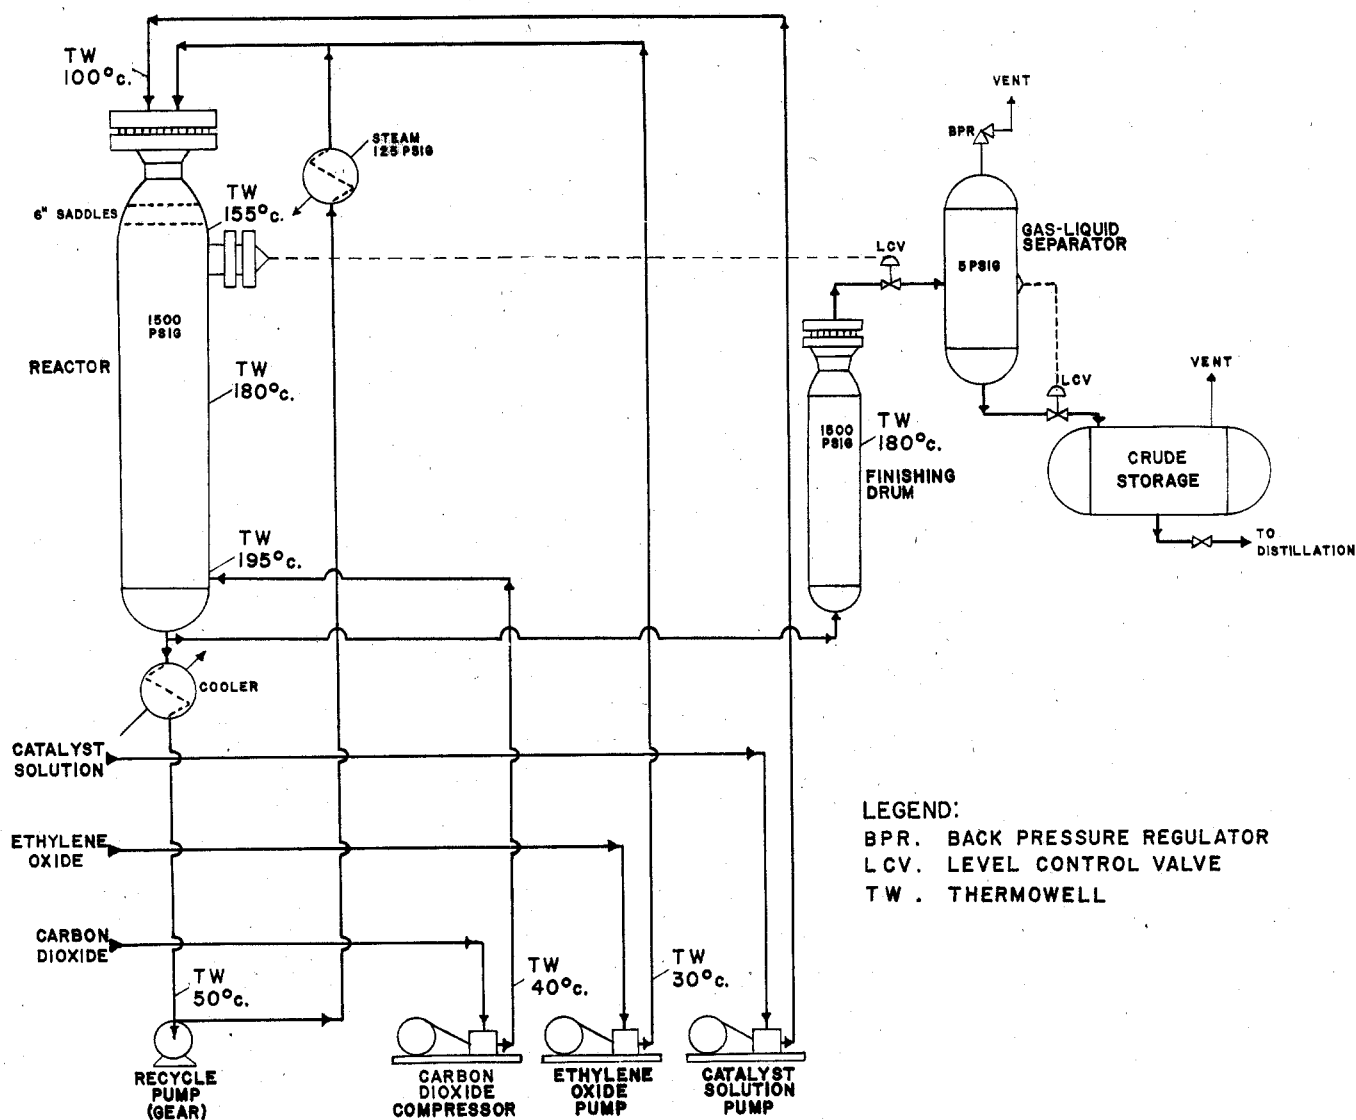 TW
100°c.
STEAM
125 PSIG
VENT
BPR
6" SADDLES
TW
155°c.
LCV
GAS-LIQUID
SEPARATOR
5 PSIG
1500
PSIG
REACTOR
TW
180°c.
VENT
LCV
1500
PSIG
TW
180°c.
FINISHING
DRUM
CRUDE
STORAGE
TO
DISTILLATION
TW
195°c.
COOLER
CATALYST
SOLUTION
ETHYLENE
OXIDE
CARBON
DIOXIDE
TW
50°c.
TW
40°c.
TW
30°c.
RECYCLE
PUMP
(GEAR)
CARBON
DIOXIDE
COMPRESSOR
ETHYLENE
OXIDE
PUMP
CATALYST
SOLUTION
PUMP
LEGEND:
BPR. BACK PRESSURE REGULATOR
LCV. LEVEL CONTROL VALVE
TW . THERMOWELL